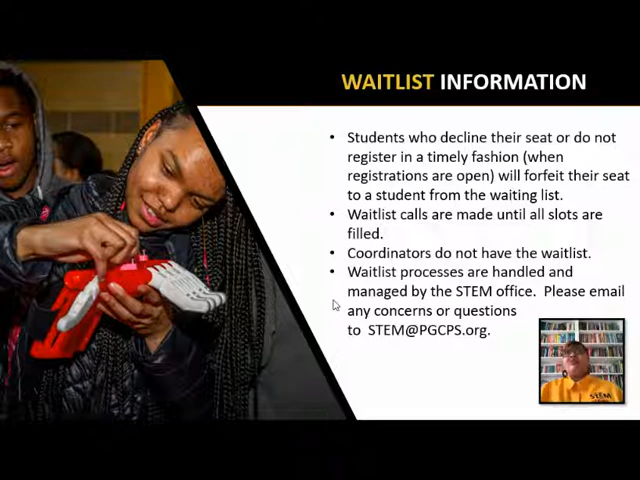 WAITLIST INFORMATION
• Students who decline their seat or do not
register in a timely fashion (when
registrations are open) will forfeit their seat
to a student from the waiting list.
• Waitlist calls are made until all slots are
filled.
• Coordinators do not have the waitlist.
• Waitlist processes are handled and
managed by the STEM office.  Please email
any concerns or questions
to  STEM@PGCPS.org.
STEM